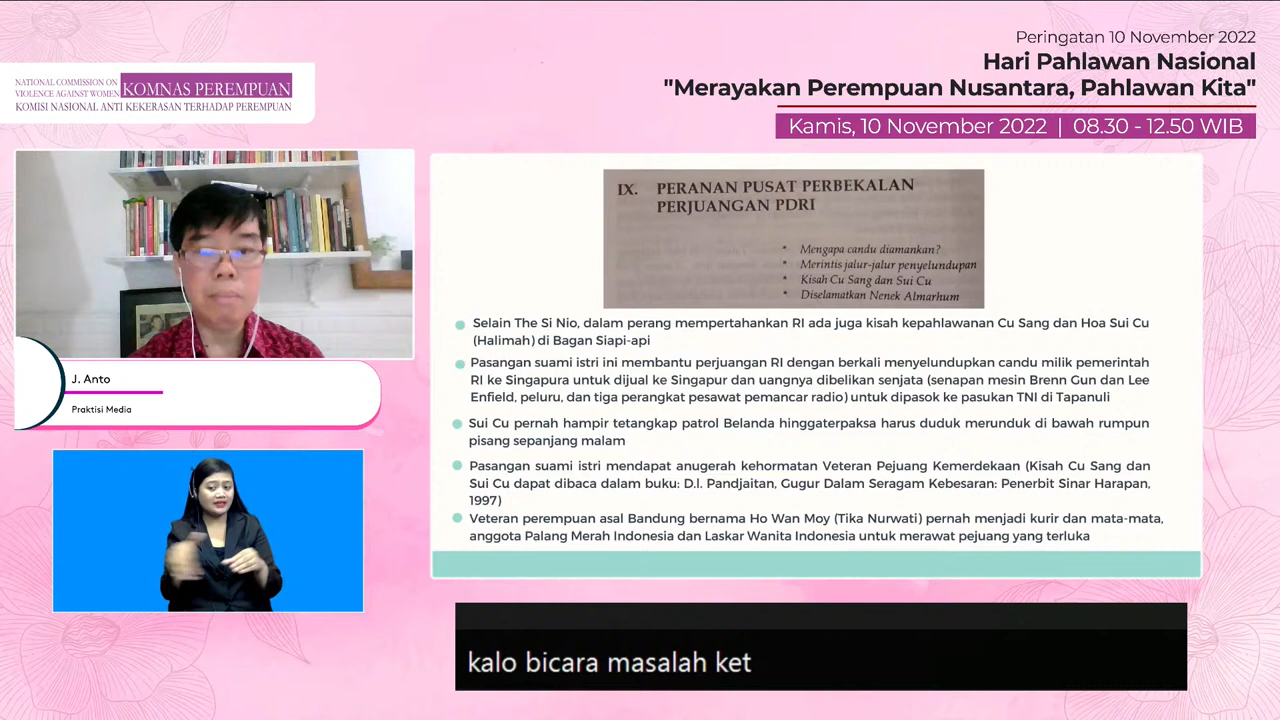 Peringatan 10 November 2022
Hari Pahlawan Nasional
"Merayakan Perempuan Nusantara, Pahlawan Kita"
Kamis, 10 November 2022 | 08.30 - 12.50 WIB
NATIONAL COMMISSION ON
VIOLENCE AGAINST WOMEN
KOMNAS PEREMPUAN
KOMISI NASIONAL ANTI KEKERASAN TERHADAP PEREMPUAN
J. Anto
Praktisi Media
IX. PERANAN PUSAT PERBEKALAN
PERJUANGAN PDRI
* Mengapa candu diamankan?
* Merintis jalur-jalur penyelundupan
* Kisah Cu Sang dan Sui Cu
* Diselamatkan Nenek Almarhum
Selain The Si Nio, dalam perang mempertahankan RI ada juga kisah kepahlawanan Cu Sang dan Hoa Sui Cu
(Halimah) di Bagan Siapi-api
Pasangan suami istri ini membantu perjuangan RI dengan berkali menyelundupkan candu milik pemerintah
RI ke Singapura untuk dijual ke Singapur dan uangnya dibelikan senjata (senapan mesin Brenn Gun dan Lee
Enfield, peluru, dan tiga perangkat pesawat pemancar radio) untuk dipasok ke pasukan TNI di Tapanuli
Sui Cu pernah hampir tetangkap patrol Belanda hinggaterpaksa harus duduk merunduk di bawah rumpun
pisang sepanjang malam
Pasangan suami istri mendapat anugerah kehormatan Veteran Pejuang Kemerdekaan (Kisah Cu Sang dan
Sui Cu dapat dibaca dalam buku: D.I. Pandjaitan, Gugur Dalam Seragam Kebesaran: Penerbit Sinar Harapan,
1997)
Veteran perempuan asal Bandung bernama Ho Wan Moy (Tika Nurwati) pernah menjadi kurir dan mata-mata,
anggota Palang Merah Indonesia dan Laskar Wanita Indonesia untuk merawat pejuang yang terluka
kalo bicara masalah ket